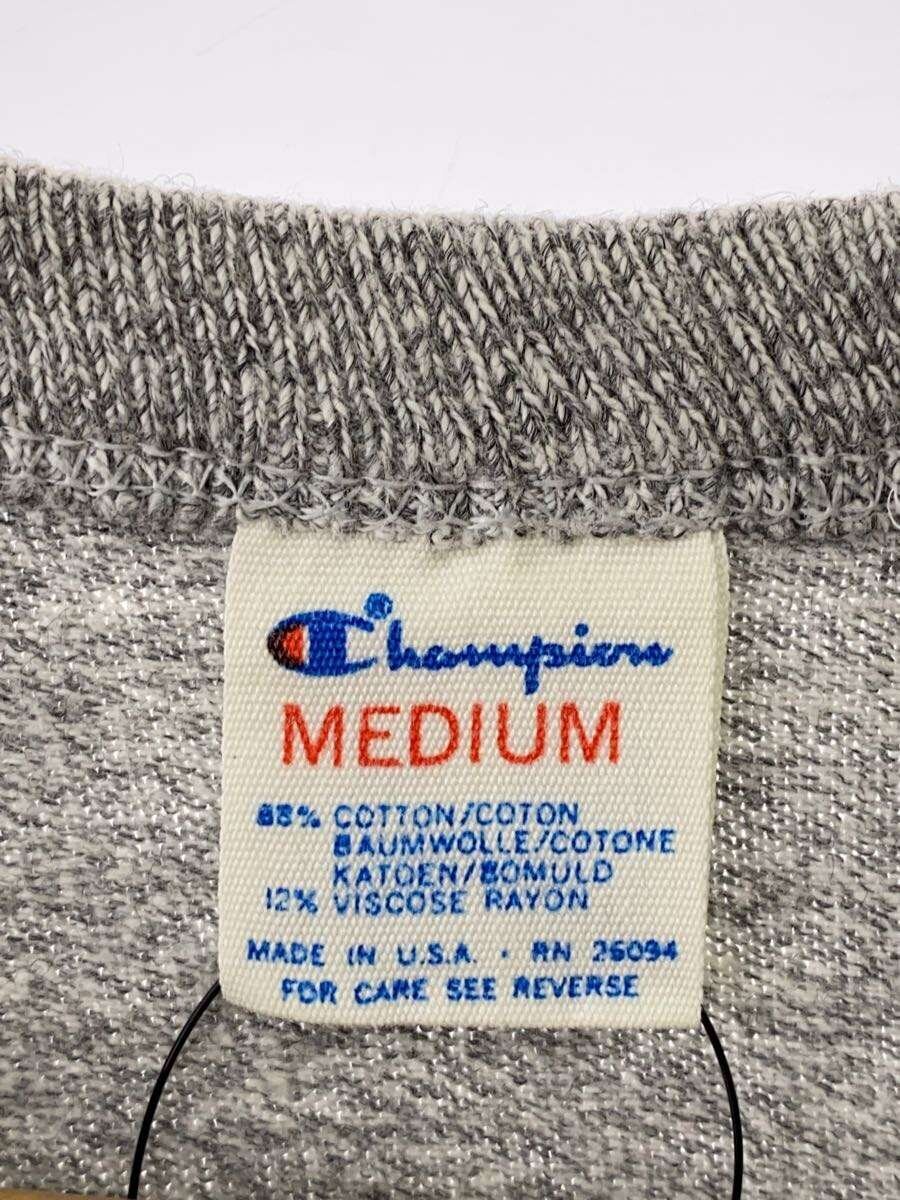 Champion®
MEDIUM
88% COTTON/COTON
BAUMWOLLE/COTONE
KATOEN/BOMULD
12% VISCOSE RAYON
MADE IN U.S.A. · RN 26094
FOR CARE SEE REVERSE